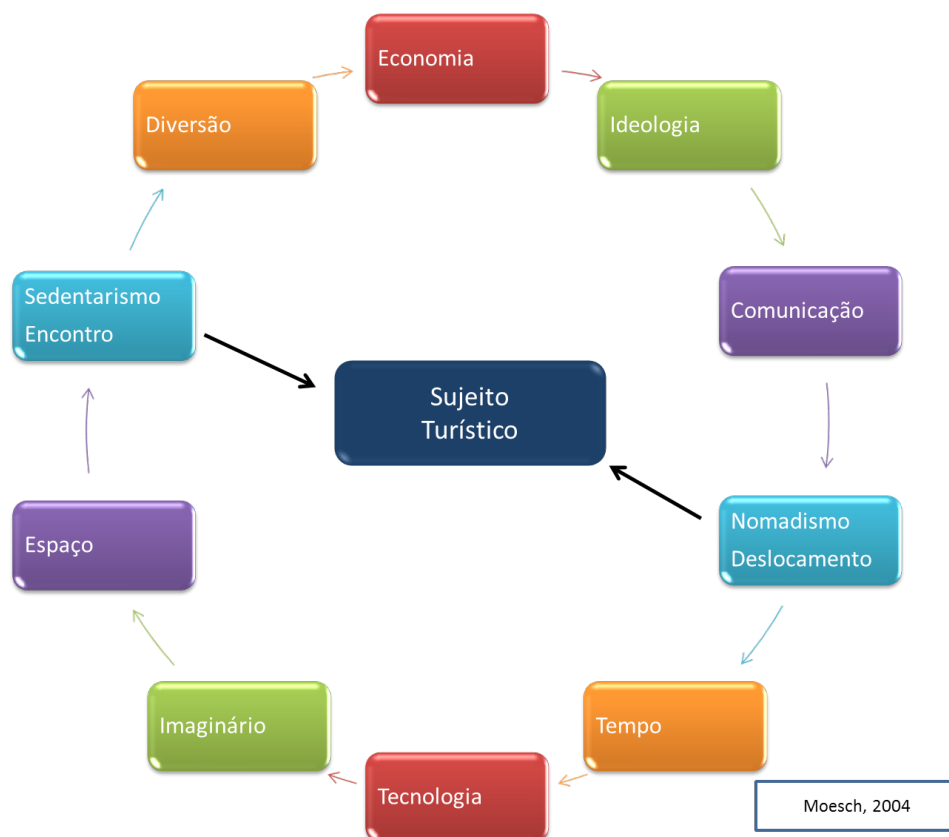 Economia
Diversão
Ideologia
Comunicação
Sedentarismo
Encontro
Sujeito
Turístico
Nomadismo
Deslocamento
Espaço
Imaginário
Tempo
Tecnologia
Moesch, 2004